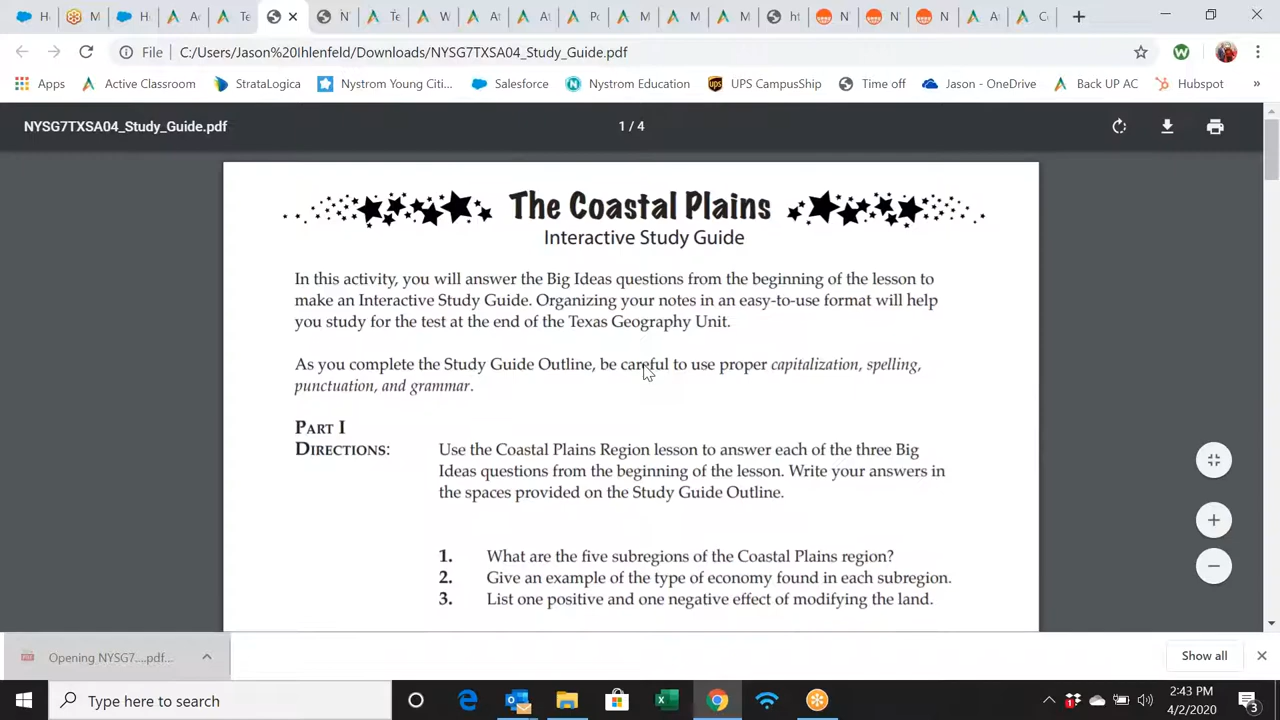 H
H
A
Te
N
Te
W
A
A
Po
M
M
M
ht
N
N
N
A
C
File C:/Users/Jason%20Ihlenfeld/Downloads/NYSG7TXSA04_Study_Guide.pdf
Apps Active Classroom StrataLogica Nystrom Young Citi... Salesforce Nystrom Education UPS CampusShip Time off Jason - OneDrive Back UP AC Hubspot »
NYSG7TXSA04_Study_Guide.pdf 1 / 4
The Coastal Plains
Interactive Study Guide
In this activity, you will answer the Big Ideas questions from the beginning of the lesson to
make an Interactive Study Guide. Organizing your notes in an easy-to-use format will help
you study for the test at the end of the Texas Geography Unit.
As you complete the Study Guide Outline, be careful to use proper capitalization, spelling,
punctuation, and grammar.
PART I
DIRECTIONS: Use the Coastal Plains Region lesson to answer each of the three Big
Ideas questions from the beginning of the lesson. Write your answers in
the spaces provided on the Study Guide Outline.
1. What are the five subregions of the Coastal Plains region?
2. Give an example of the type of economy found in each subregion.
3. List one positive and one negative effect of modifying the land.
Opening NYSG7....pdf... Show all
Type here to search
2:43 PM
4/2/2020
3